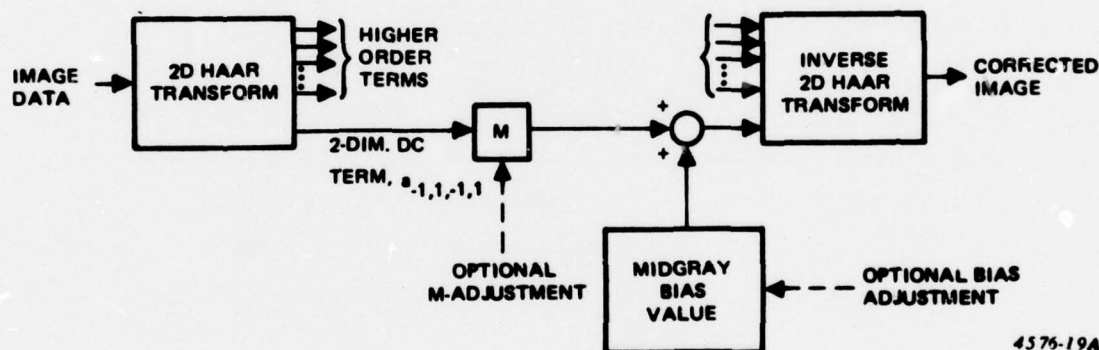 IMAGE
DATA
2D HAAR
TRANSFORM
HIGHER
ORDER
TERMS
2-DIM. DC
TERM, a-1,1,-1,1
M
OPTIONAL
M-ADJUSTMENT
+
+
MIDGRAY
BIAS
VALUE
OPTIONAL BIAS
ADJUSTMENT
INVERSE
2D HAAR
TRANSFORM
CORRECTED
IMAGE
4576-19A